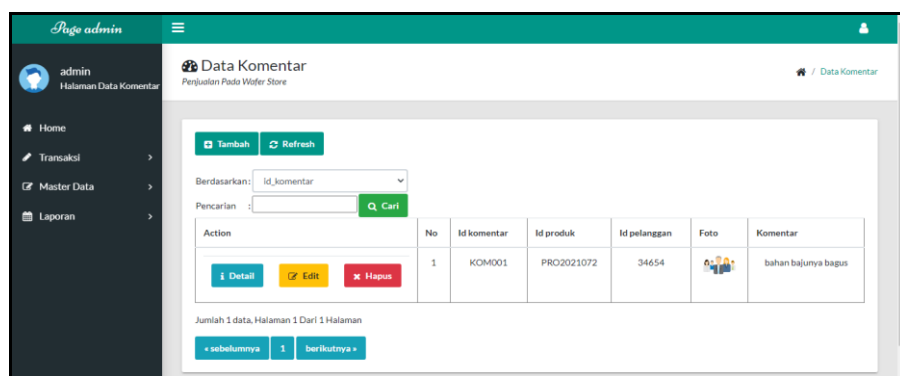 Page admin
admin
Halaman Data Komentar
Home
Transaksi
Master Data
Laporan
Data Komentar
Penjualan Pada Wafer Store
/ Data Komentar
Tambah Refresh
Berdasarkan: id_komentar
Pencarian : Cari
Action No Id komentar Id produk Id pelanggan Foto Komentar
Detail Edit Hapus 1 KOM001 PRO2021072 34654 bahan bajunya bagus
Jumlah 1 data, Halaman 1 Dari 1 Halaman
« sebelumnya 1 berikutnya »